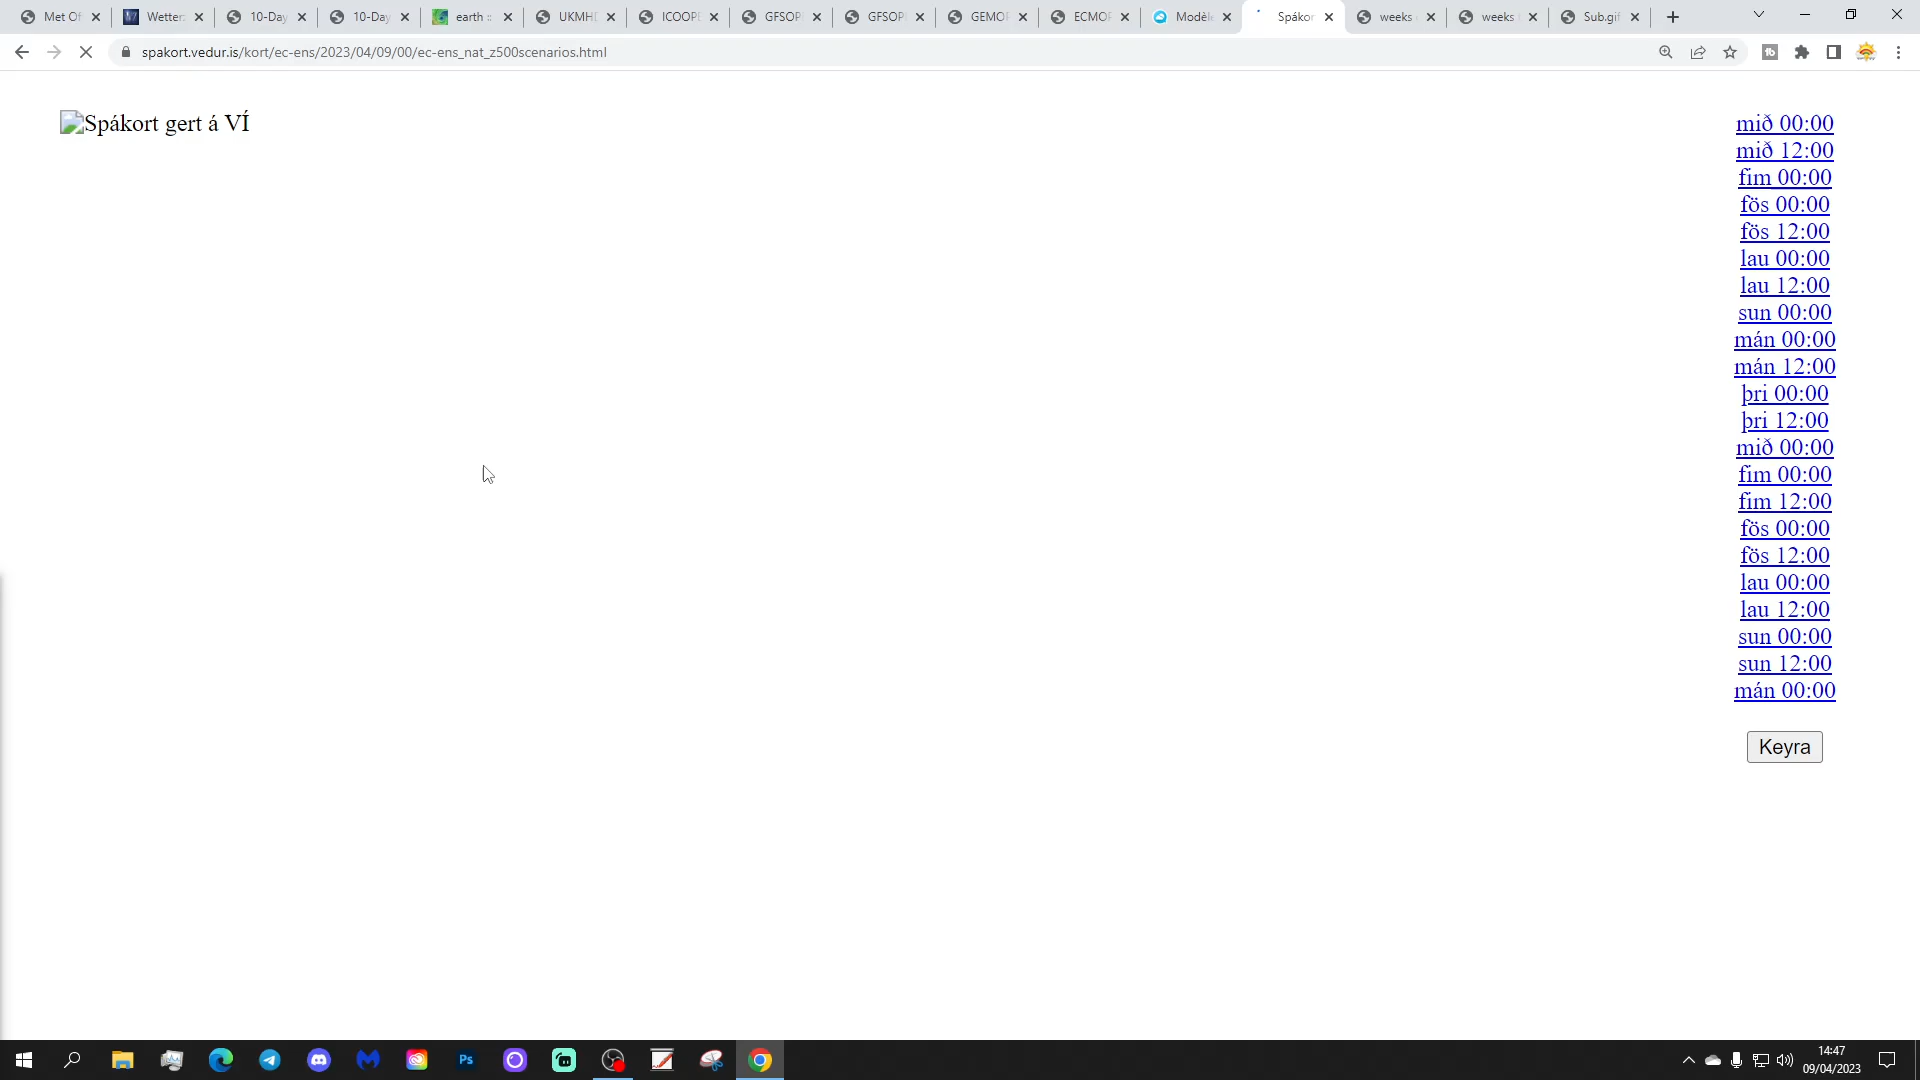 Met Of
Wetter
10-Day
10-Day
earth ::
UKMHI
ICOOP
GFSOP
GFSOP
GEMO
ECMO
Modèle
Spákor
weeks
weeks
Sub.gif
spakort.vedur.is/kort/ec-ens/2023/04/09/00/ec-ens_nat_z500scenarios.html
Spákort gert á VÍ
mið 00:00
mið 12:00
fim 00:00
fös 00:00
fös 12:00
lau 00:00
lau 12:00
sun 00:00
mán 00:00
mán 12:00
þri 00:00
þri 12:00
mið 00:00
fim 00:00
fim 12:00
fös 00:00
fös 12:00
lau 00:00
lau 12:00
sun 00:00
sun 12:00
mán 00:00
Keyra
Ps
14:47
09/04/2023